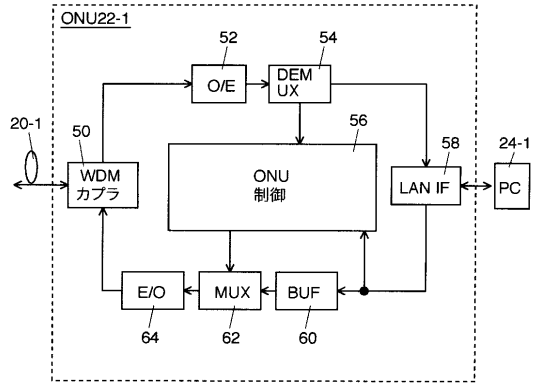 ONU22-1
52
54
O/E
DEM
UX
20-1
50
56
58
24-1
WDM
カプラ
ONU
制御
LAN IF
PC
E/O
MUX
BUF
64
62
60